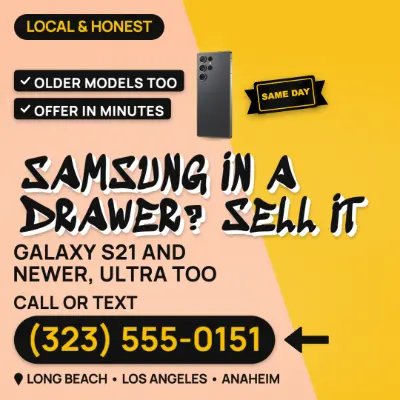 LOCAL & HONEST
OLDER MODELS TOO
OFFER IN MINUTES
SAME DAY
SAMSUNG IN A
DRAWER? SELL IT
GALAXY S21 AND
NEWER, ULTRA TOO
CALL OR TEXT
(323) 555-0151
LONG BEACH • LOS ANGELES • ANAHEIM